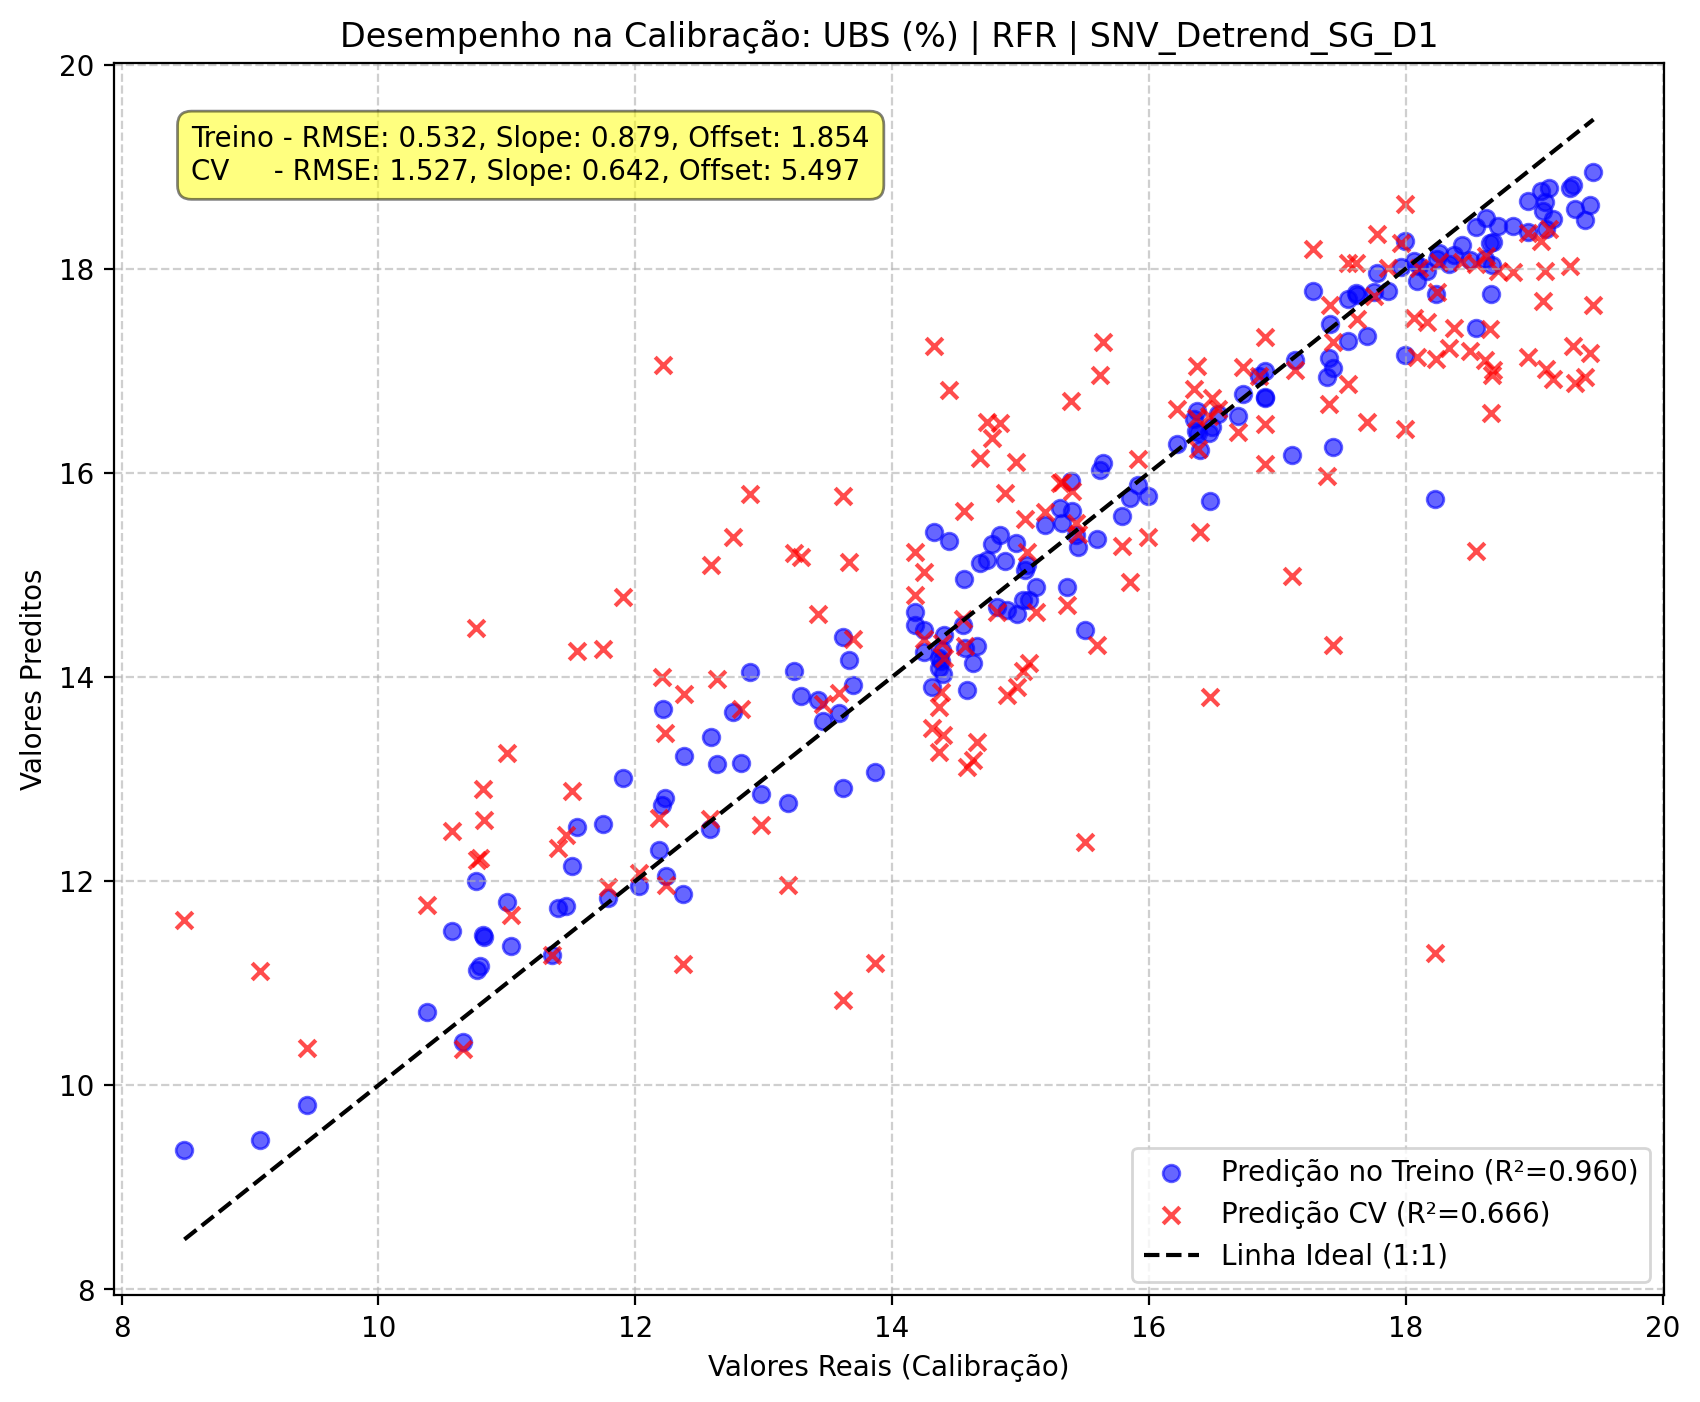 Desempenho na Calibração: UBS (%) | RFR | SNV_Detrend_SG_D1
Treino - RMSE: 0.532, Slope: 0.879, Offset: 1.854
CV - RMSE: 1.527, Slope: 0.642, Offset: 5.497
20
18
16
14
12
10
8
Valores Preditos
Predição no Treino (R²=0.960)
Predição CV (R²=0.666)
Linha Ideal (1:1)
8 10 12 14 16 18 20
Valores Reais (Calibração)